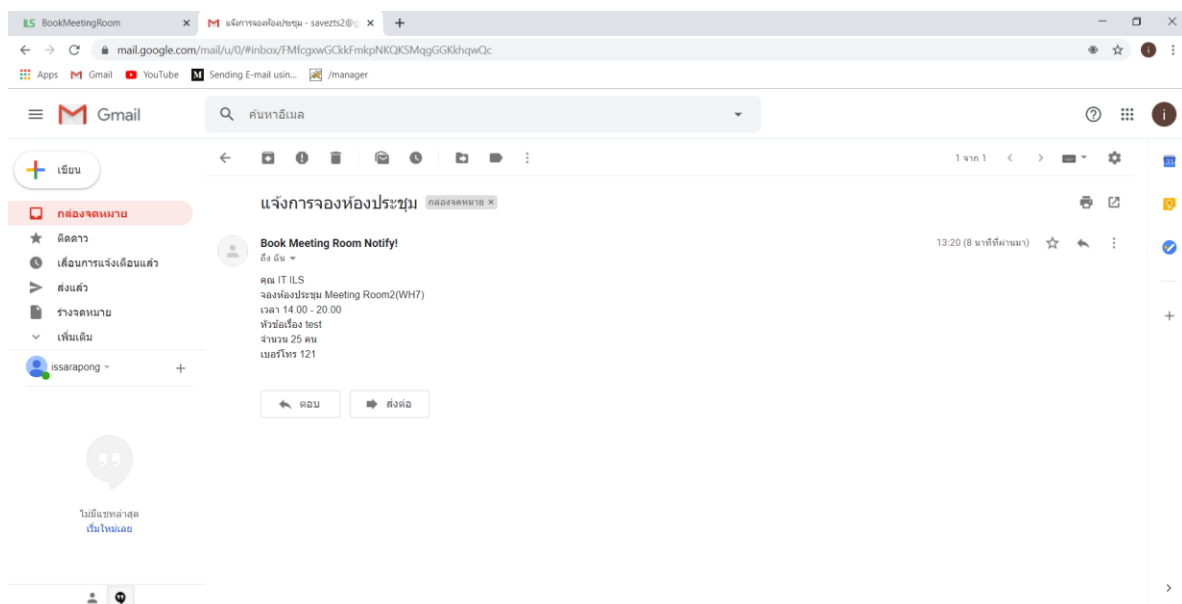 ILS BookMeetingRoom
แจ้งการจองห้องประชุม - savezts2@g
mail.google.com/mail/u/0/#inbox/FMfcgxwGCkkFmkpNKQKSMqgGGKkhqwQc
Apps Gmail YouTube Sending E-mail usin... /manager
Gmail
ค้นหาอีเมล
i
เขียน
1 จาก 1
กล่องจดหมาย
ติดดาว
เลื่อนการแจ้งเตือนแล้ว
ส่งแล้ว
ร่างจดหมาย
เพิ่มเติม
issarapong
ไม่มีแชทล่าสุด
เริ่มใหม่เลย
แจ้งการจองห้องประชุม กล่องจดหมาย ×
Book Meeting Room Notify! 13:20 (8 นาทีที่ผ่านมา)
ถึง ฉัน
คุณ IT ILS
จองห้องประชุม Meeting Room2(WH7)
เวลา 14.00 - 20.00
หัวข้อเรื่อง test
จำนวน 25 คน
เบอร์โทร 121
ตอบ ส่งต่อ